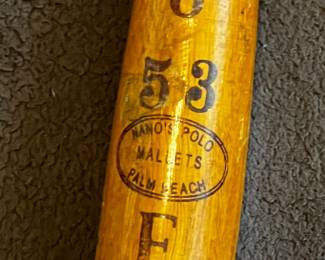 53
NANO'S POLO
MALLETS
PALM BEACH
F